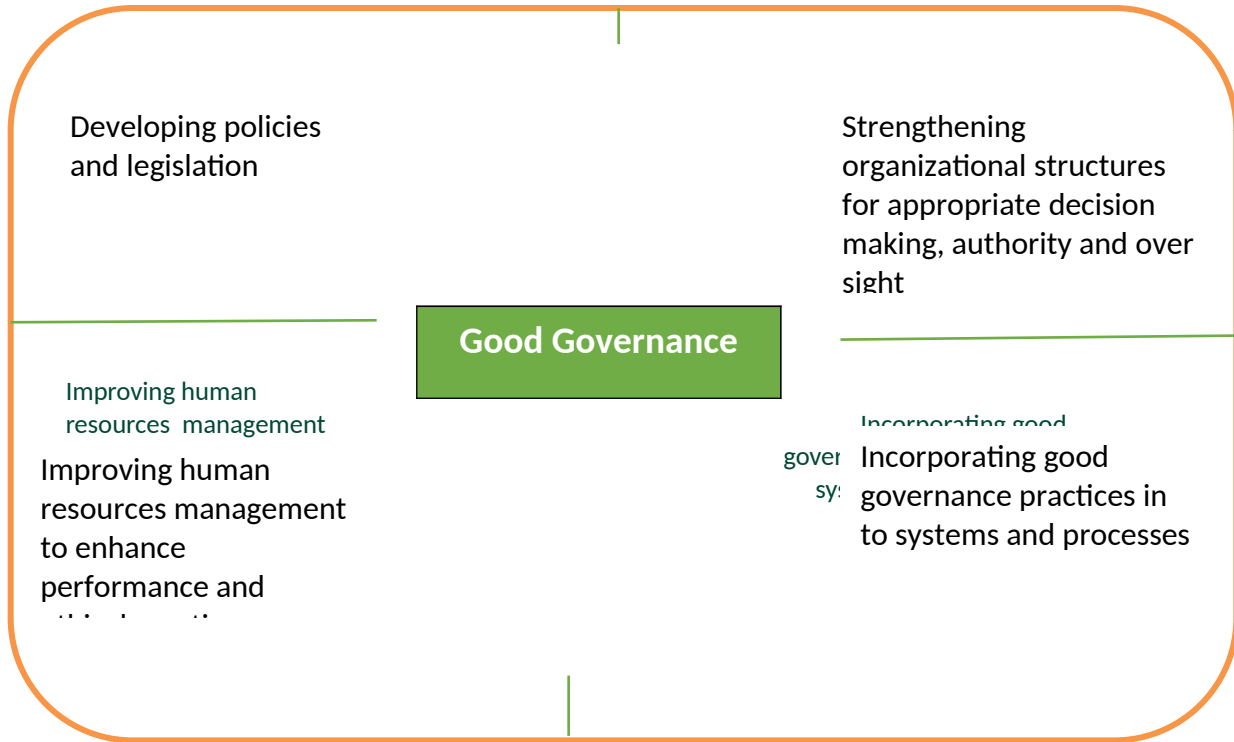 Developing policies
and legislation
Strengthening
organizational structures
for appropriate decision
making, authority and over
sight
Good Governance
Improving human
resources  management
Improving human
resources management
to enhance
performance and
Incorporating good
Incorporating good
governance practices in
to systems and processes